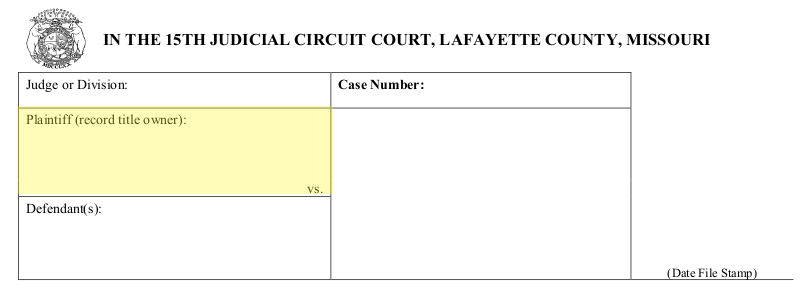 IN THE 15TH JUDICIAL CIRCUIT COURT, LAFAYETTE COUNTY, MISSOURI
Judge or Division:
Case Number:
Plaintiff (record title owner):
vs.
Defendant(s):
(Date File Stamp)